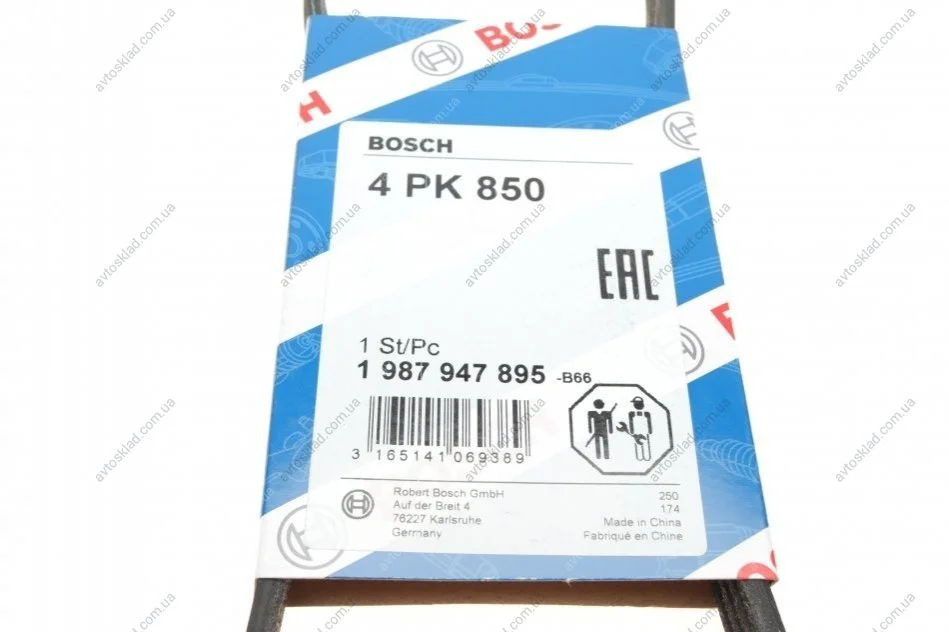 BOSCH
H
BOSCH
4 PK 850
EAC
1 St/Pc
1 987 947 895 -B66
3 165141 069389
Robert Bosch GmbH
Auf der Breit 4
76227 Karlsruhe
Germany
250
174
Made in China
Fabriqué en Chine
avtosklad.com.ua